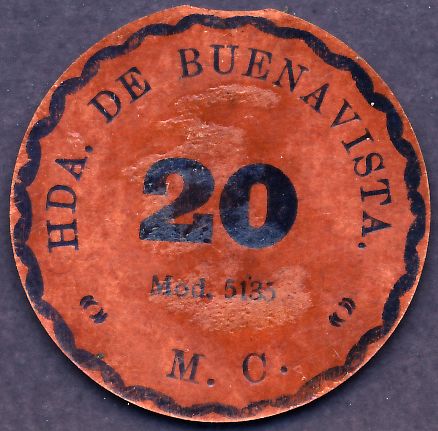 HDA. DE BUENAVISTA.
20
Mod. 5135
M. C.